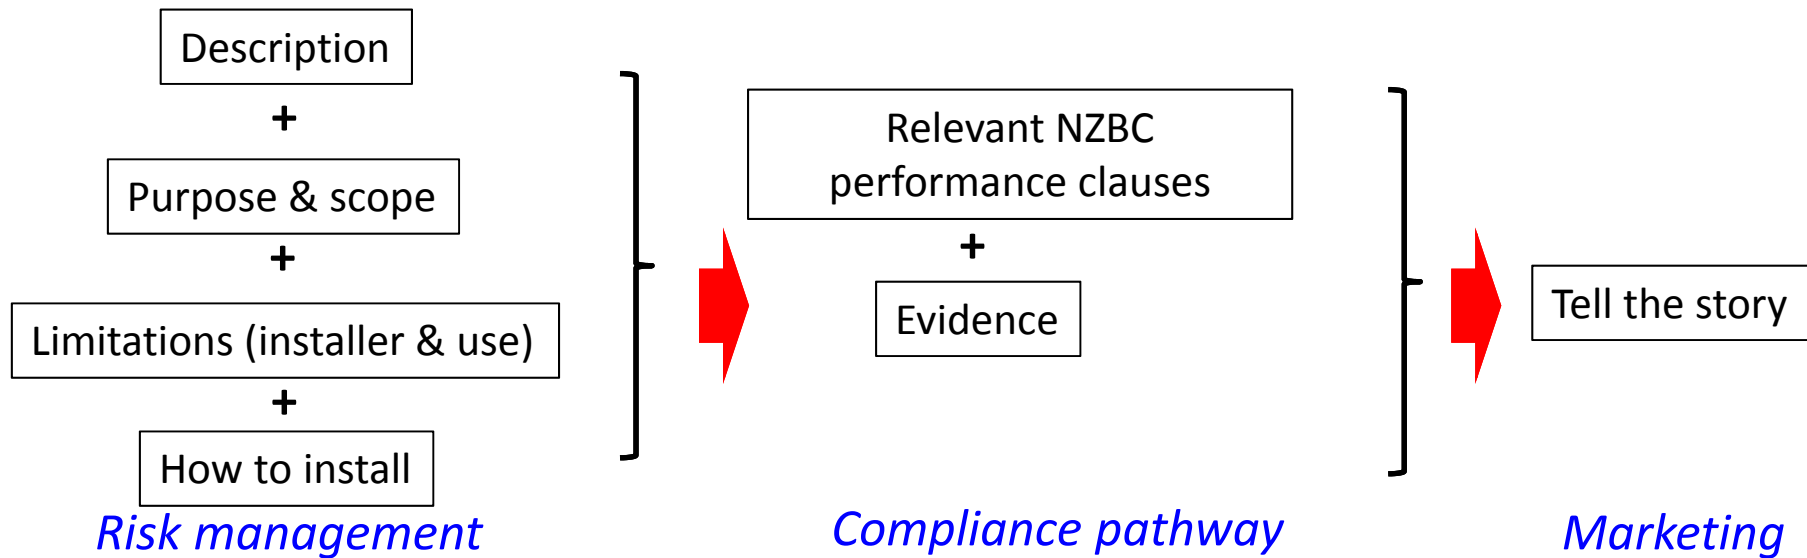 Description
+
Purpose & scope
+
Limitations (installer & use)
+
How to install
Risk management
Relevant NZBC
performance clauses
+
Evidence
Compliance pathway
Tell the story
Marketing